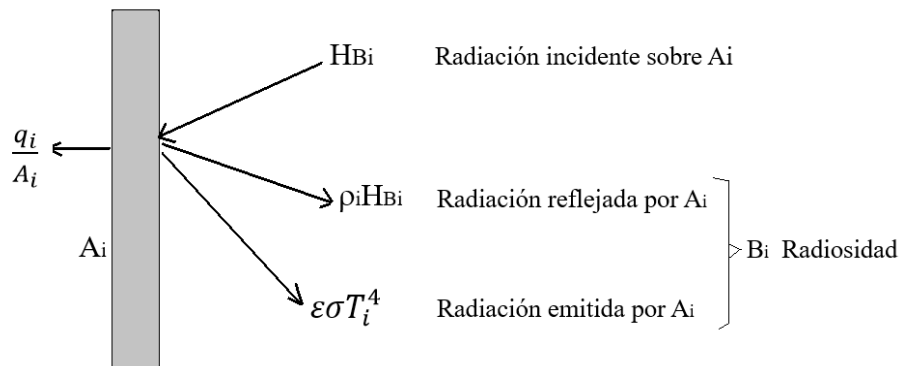 HBi Radiación incidente sobre Ai
qi
Ai
ρiHBi Radiación reflejada por Ai
Ai
Bi Radiosidad
εσTi4 Radiación emitida por Ai